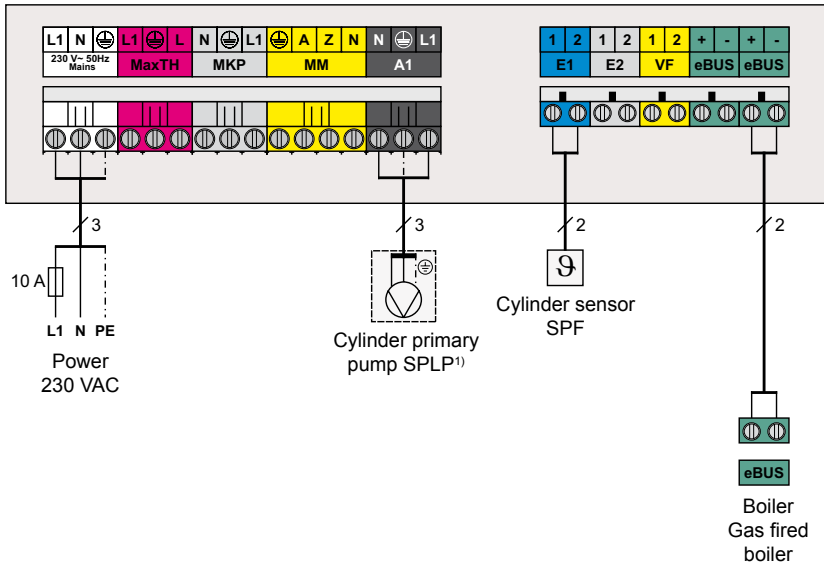 L1 N L1 L N L1 A Z N N L1 1 2 1 2 1 2 + - + -
230 V~ 50Hz
Mains
MaxTH MKP MM A1 E1 E2 VF eBUS eBUS
3 3 2 2
10 A
L1 N PE
Power
230 VAC
Cylinder primary
pump SPLP1)
ϑ
Cylinder sensor
SPF
eBUS
Boiler
Gas fired
boiler